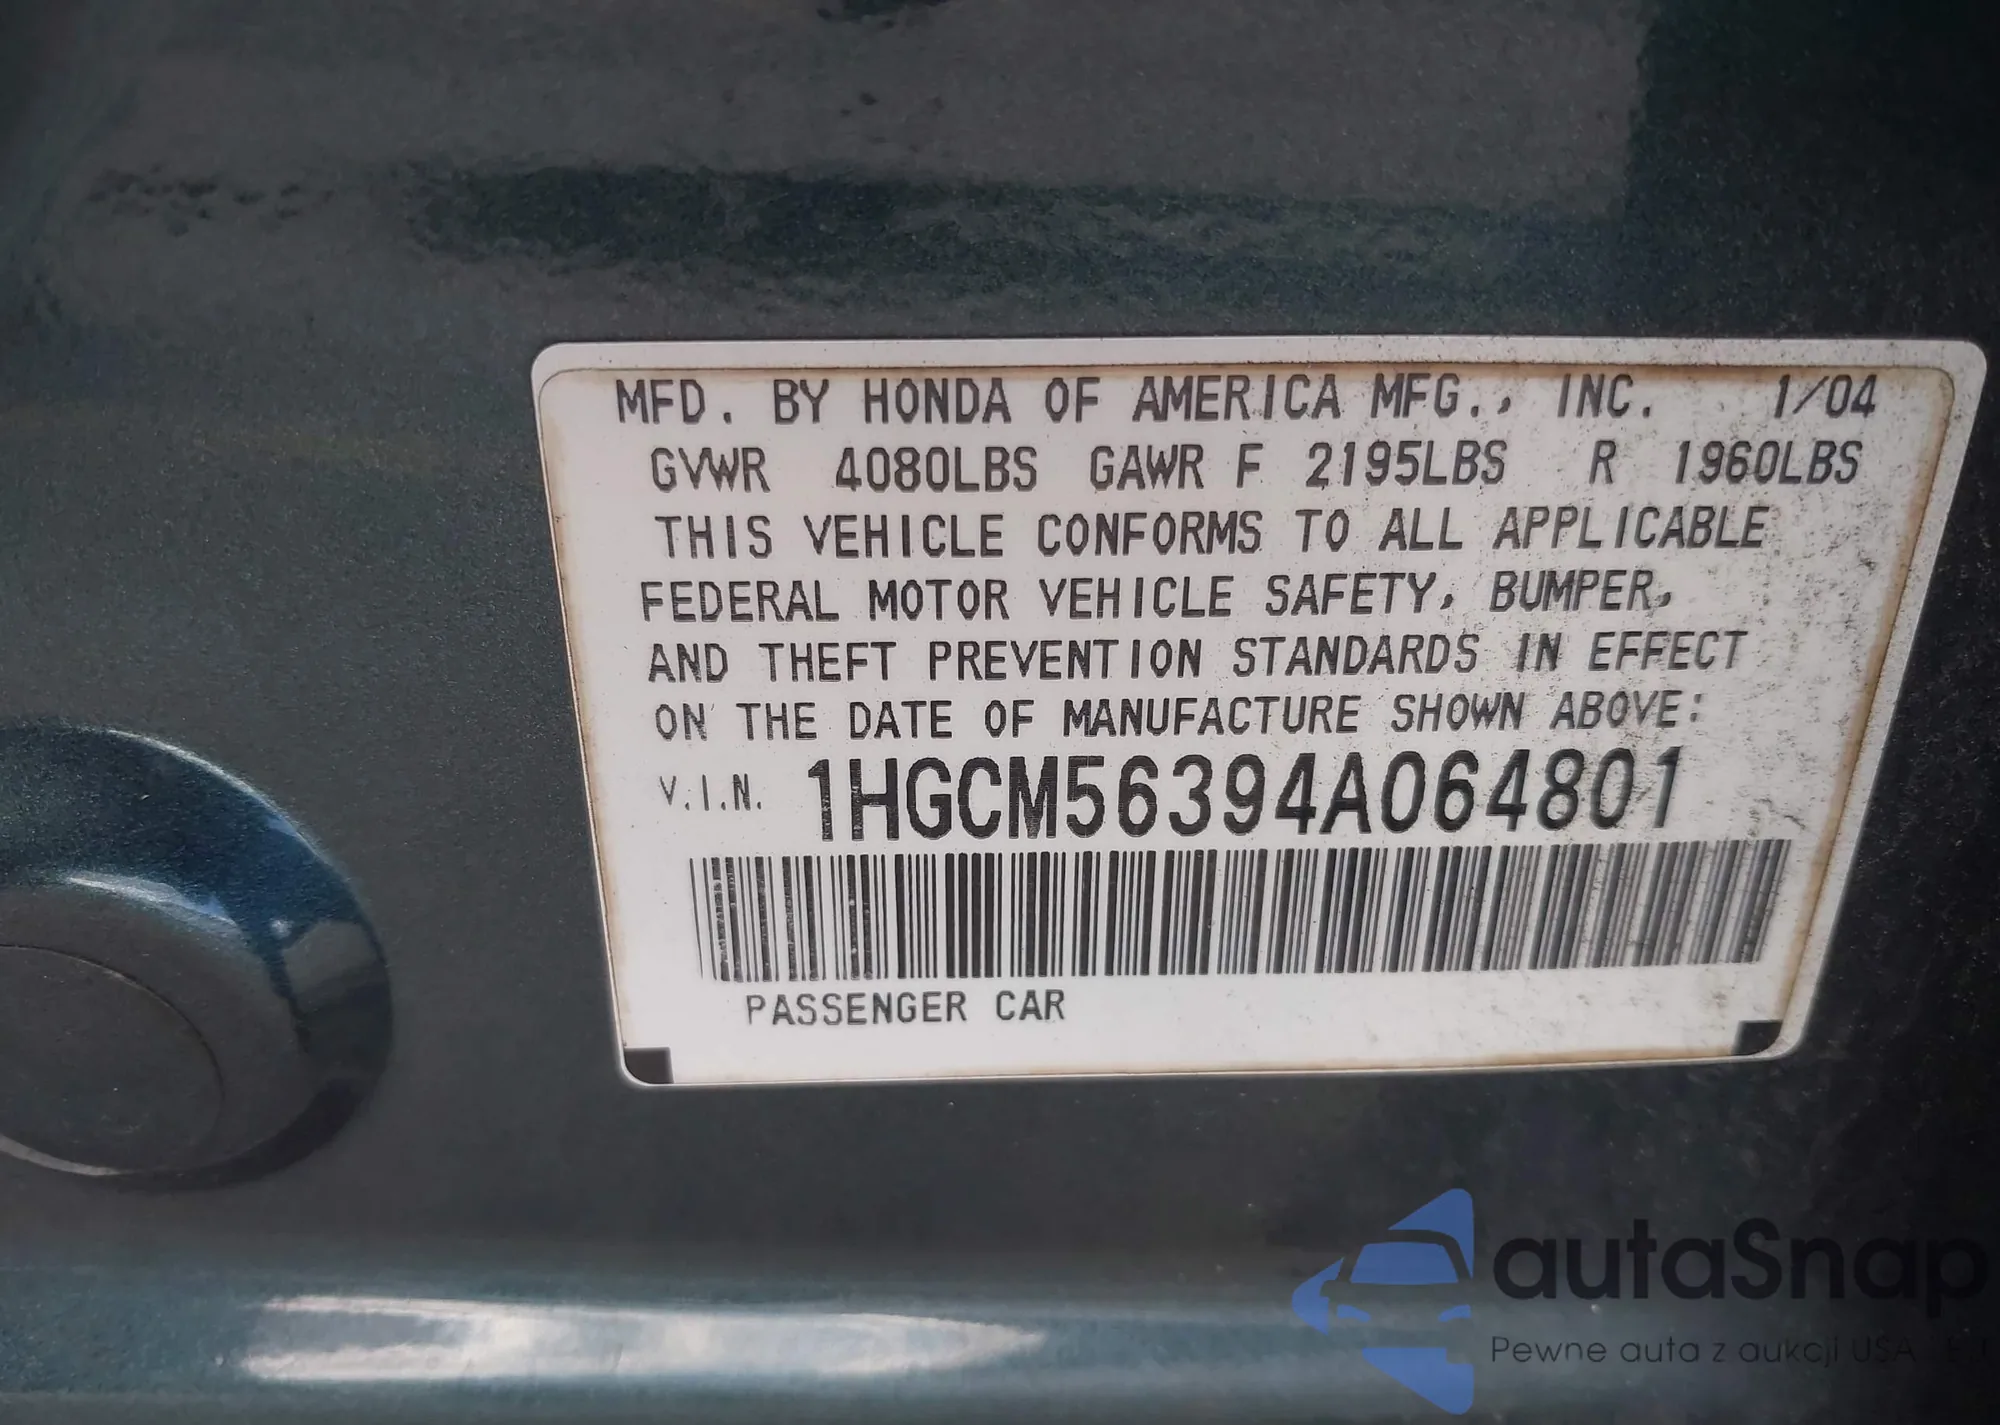 MFD. BY HONDA OF AMERICA MFG., INC. 1/04
GVWR 4080LBS GAWR F 2195LBS R 1960LBS
THIS VEHICLE CONFORMS TO ALL APPLICABLE
FEDERAL MOTOR VEHICLE SAFETY, BUMPER,
AND THEFT PREVENTION STANDARDS IN EFFECT
ON THE DATE OF MANUFACTURE SHOWN ABOVE:
V.I.N. 1HGCM56394A064801
PASSENGER CAR
autaSnap
Pewne auta z aukcji USA